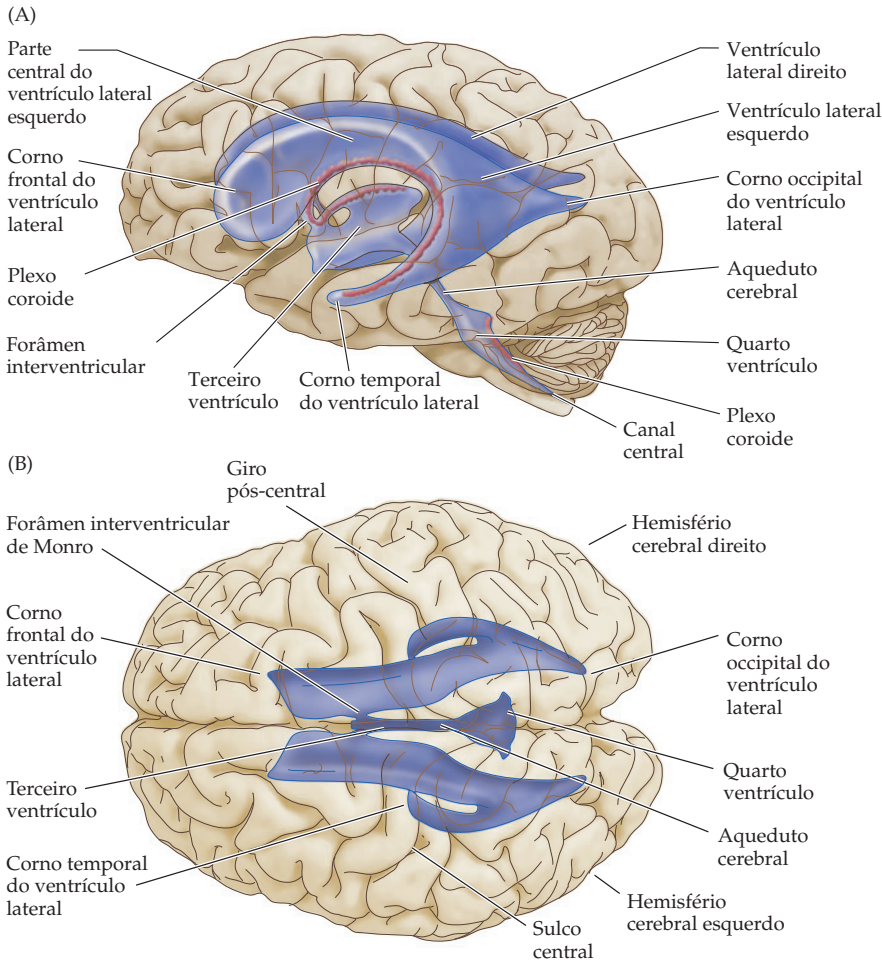 (A)
Parte
central do
ventrículo lateral
esquerdo
Corno
frontal do
ventrículo
lateral
Plexo
coroide
Forâmen
interventricular
Terceiro
ventrículo
Corno temporal
do ventrículo lateral
Ventrículo
lateral direito
Ventrículo lateral
esquerdo
Corno occipital
do ventrículo
lateral
Aqueduto
cerebral
Quarto
ventrículo
Plexo
coroide
Canal
central
(B)
Giro
pós-central
Forâmen interventricular
de Monro
Corno
frontal do
ventrículo
lateral
Terceiro
ventrículo
Corno temporal
do ventrículo
lateral
Hemisfério
cerebral direito
Corno
occipital do
ventrículo
lateral
Quarto
ventrículo
Aqueduto
cerebral
Hemisfério
cerebral esquerdo
Sulco
central